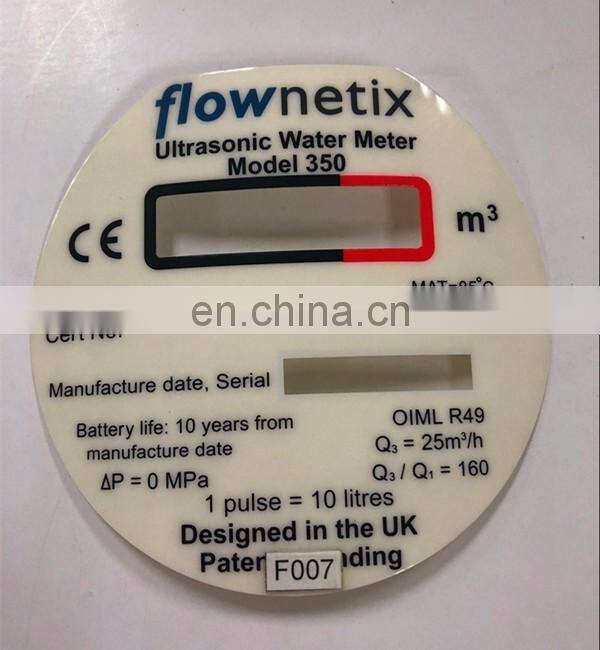 flownetix
Ultrasonic Water Meter
Model 350
CE
m³
en.china.cn
Manufacture date, Serial
Battery life: 10 years from
manufacture date
ΔP = 0 MPa
OIML R49
Q₃ = 25m³/h
Q₃ / Q₁ = 160
1 pulse = 10 litres
Designed in the UK
F007